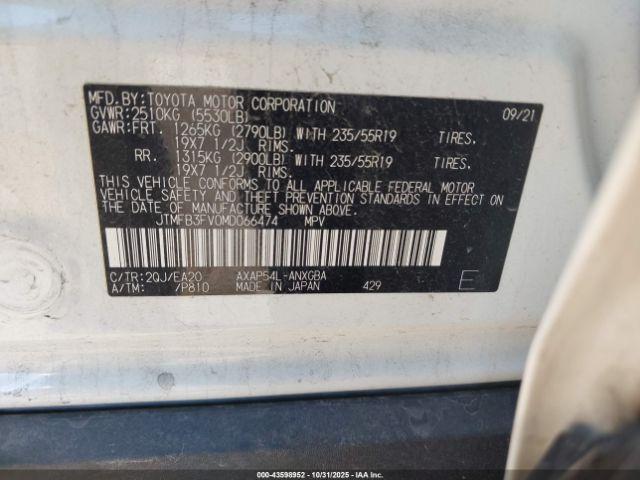 MFD.BY:TOYOTA MOTOR CORPORATION 09/21
GVWR:2510KG (5530LB)
GAWR:FRT. 1265KG (2790LB) WITH 235/55R19 TIRES.
19X7 1/2J RIMS.
RR. 1315KG (2900LB) WITH 235/55R19 TIRES.
19X7 1/2J RIMS.
THIS VEHICLE CONFORMS TO ALL APPLICABLE FEDERAL MOTOR
VEHICLE SAFETY AND THEFT PREVENTION STANDARDS IN EFFECT
ON THE DATE OF MANUFACTURE SHOWN ABOVE.
JTMFB3FV0MD066474 MPV
C/TR:2QJ/EA20 AXAP54L-ANXGBA
A/TM: /P810 MADE IN JAPAN 429 E
000-43598952 - 10/31/2025 - IAAI COPYRIGHT